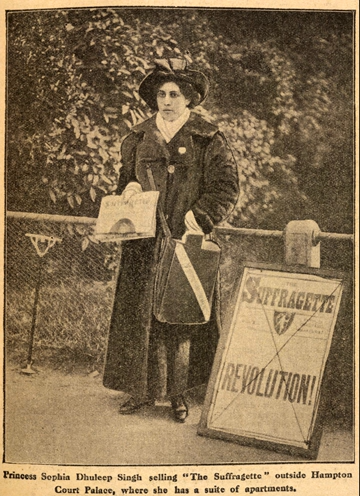 SUFFRAGETTE
THE
SUFFRAGETTE
REVOLUTION!
Princess Sophia Dhuleep Singh selling "The Suffragette" outside Hampton
Court Palace, where she has a suite of apartments.